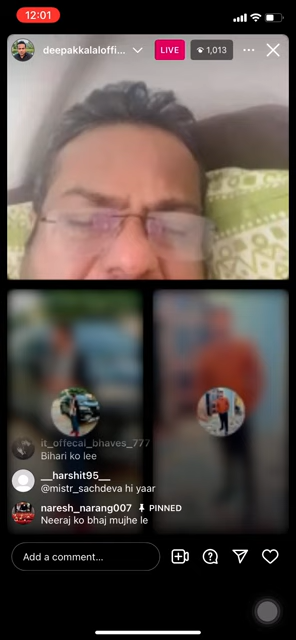 12:01
deepakkalaloffi...
LIVE
1,013
it_offecal_bhaves_777
Bihari ko lee
__harshit95__
@mistr_sachdeva hi yaar
naresh_narang007 PINNED
Neeraj ko bhaj mujhe le
Add a comment...